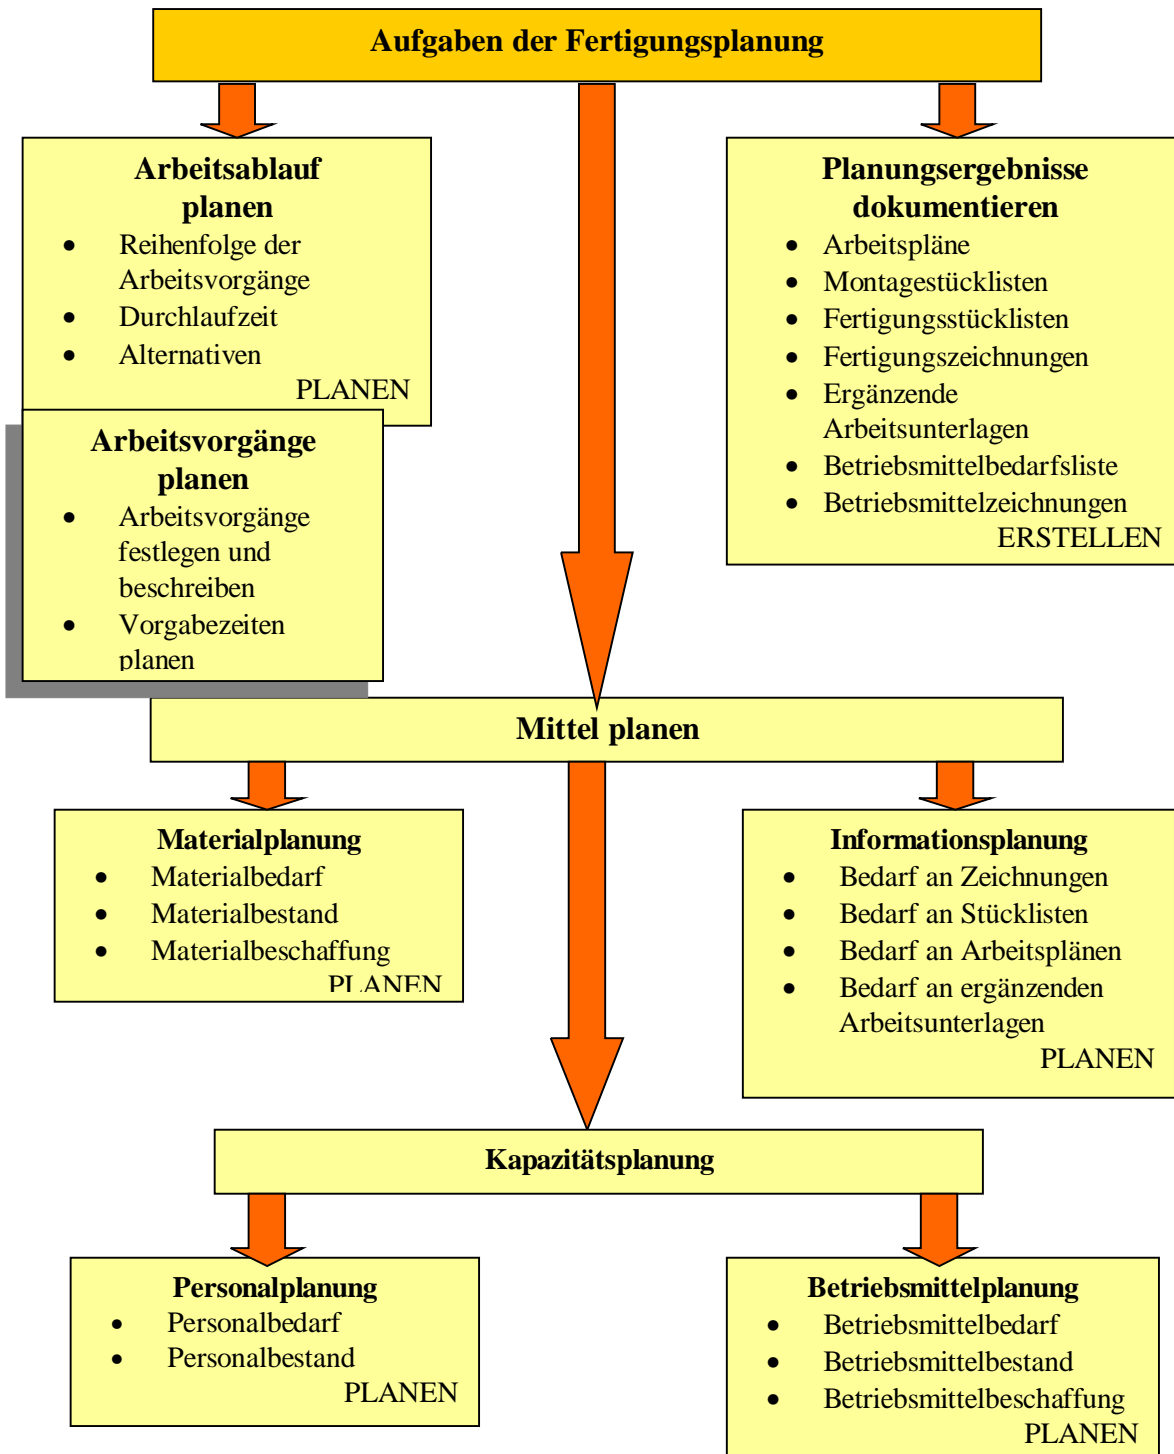 Aufgaben der Fertigungsplanung
Arbeitsablauf
planen
• Reihenfolge der
Arbeitsvorgänge
• Durchlaufzeit
• Alternativen
PLANEN
Arbeitsvorgänge
planen
• Arbeitsvorgänge
festlegen und
beschreiben
• Vorgabezeiten
planen
Planungsergebnisse
dokumentieren
• Arbeitspläne
• Montagestücklisten
• Fertigungsstücklisten
• Fertigungszeichnungen
• Ergänzende
Arbeitsunterlagen
• Betriebsmittelbedarfsliste
• Betriebsmittelzeichnungen
ERSTELLEN
Mittel planen
Materialplanung
• Materialbedarf
• Materialbestand
• Materialbeschaffung
PLANEN
Informationsplanung
• Bedarf an Zeichnungen
• Bedarf an Stücklisten
• Bedarf an Arbeitsplänen
• Bedarf an ergänzenden
Arbeitsunterlagen
PLANEN
Kapazitätsplanung
Personalplanung
• Personalbedarf
• Personalbestand
PLANEN
Betriebsmittelplanung
• Betriebsmittelbedarf
• Betriebsmittelbestand
• Betriebsmittelbeschaffung
PLANEN